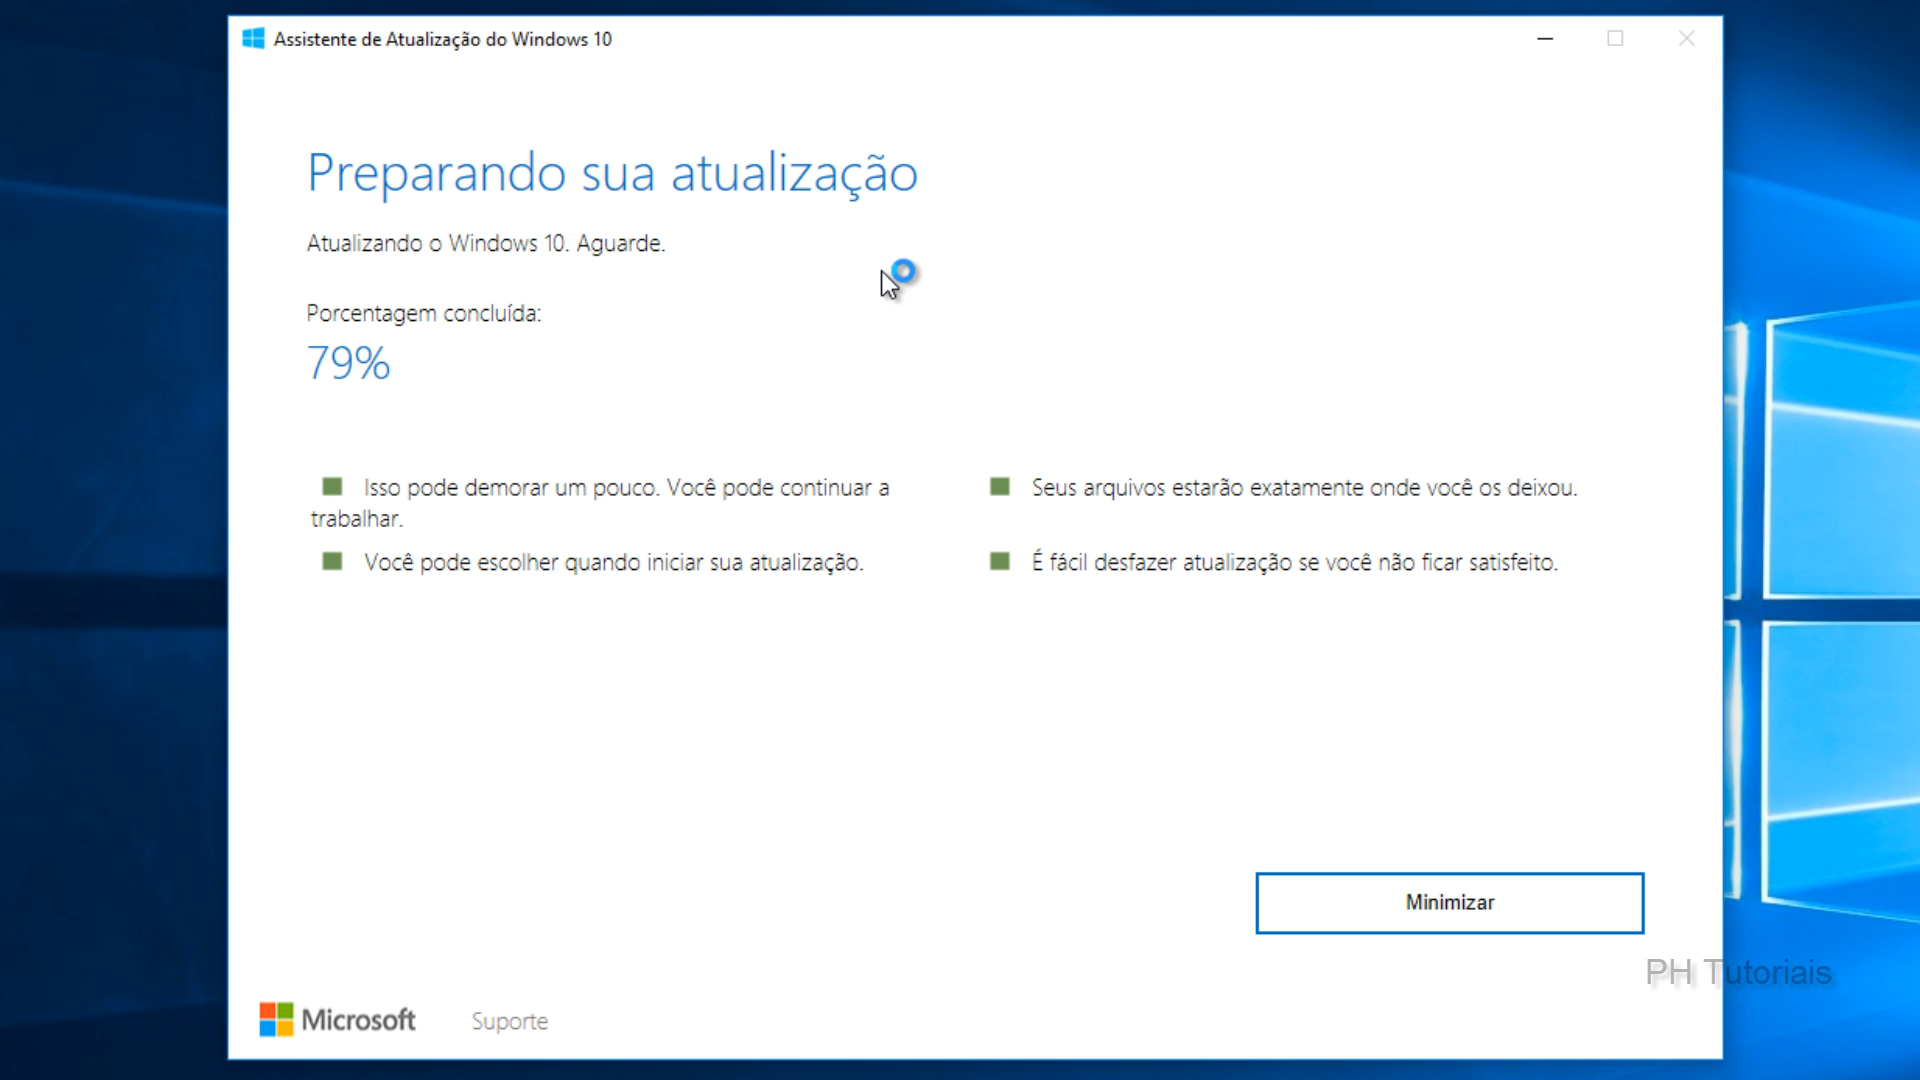 Assistente de Atualização do Windows 10
Preparando sua atualização
Atualizando o Windows 10. Aguarde.
Porcentagem concluída:
79%
Isso pode demorar um pouco. Você pode continuar a
trabalhar.
Você pode escolher quando iniciar sua atualização.
Seus arquivos estarão exatamente onde você os deixou.
É fácil desfazer atualização se você não ficar satisfeito.
Minimizar
PH Tutoriais
Microsoft
Suporte